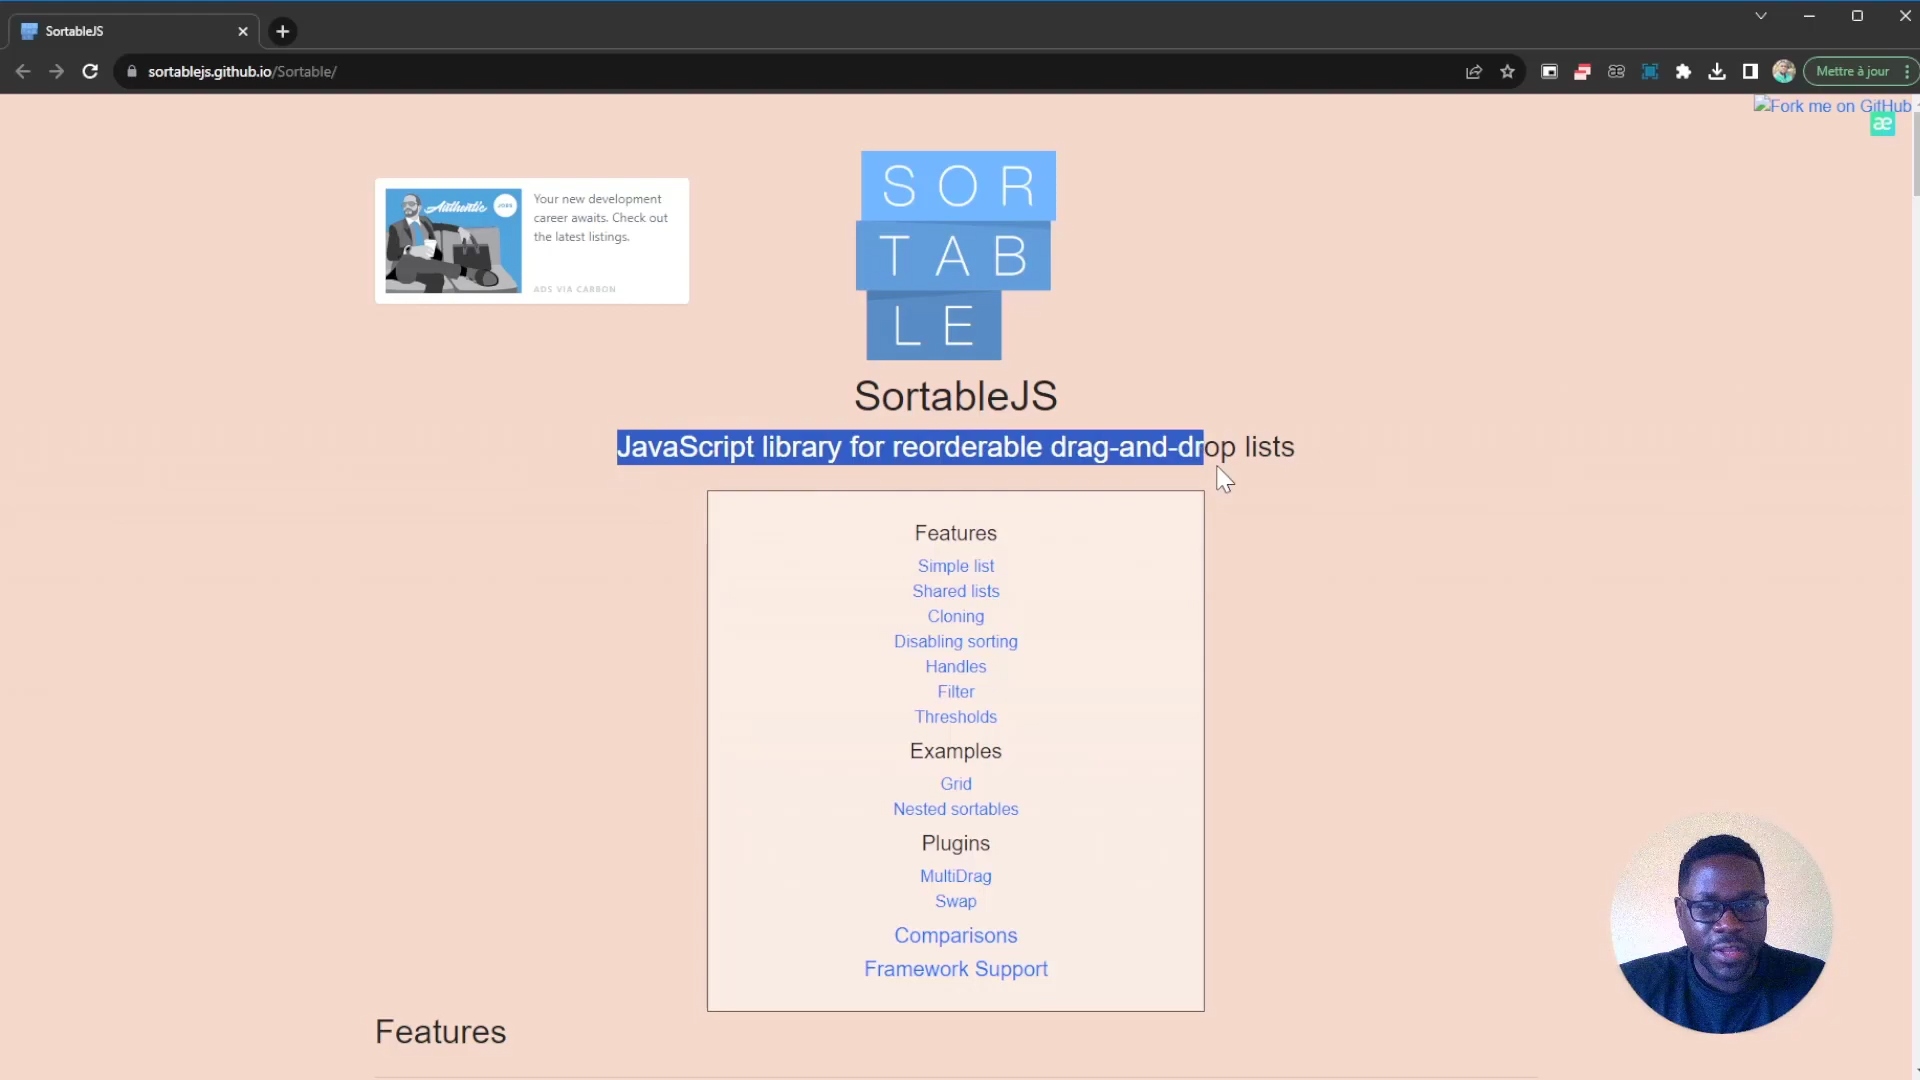 SortableJS
sortablejs.github.io/Sortable/
Mettre à jour
Fork me on GitHub
æ
Authentic
JOBS
Your new development
career awaits. Check out
the latest listings.
ADS VIA CARBON
SOR
TAB
LE
SortableJS
JavaScript library for reorderable drag-and-drop lists
Features
Simple list
Shared lists
Cloning
Disabling sorting
Handles
Filter
Thresholds
Examples
Grid
Nested sortables
Plugins
MultiDrag
Swap
Comparisons
Framework Support
Features